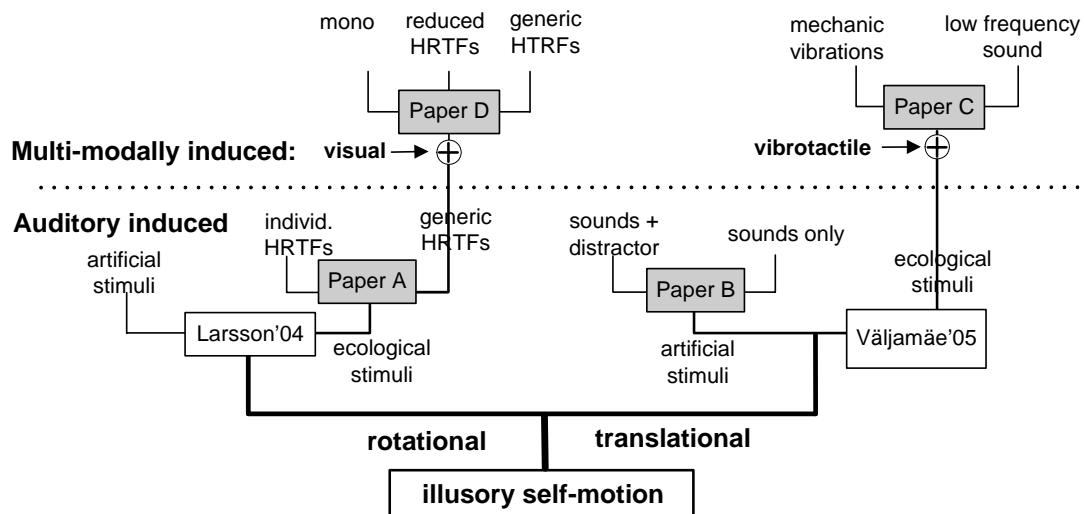 mono
reduced
HRTFs
generic
HTRFs
mechanic
vibrations
low frequency
sound
Paper D
Paper C
Multi-modally induced:
visual
vibrotactile
Auditory induced
artificial
stimuli
individ.
HRTFs
generic
HRTFs
Paper A
Larsson'04
ecological
stimuli
sounds +
distractor
sounds only
Paper B
artificial
stimuli
ecological
stimuli
Väljamäe'05
rotational
translational
illusory self-motion